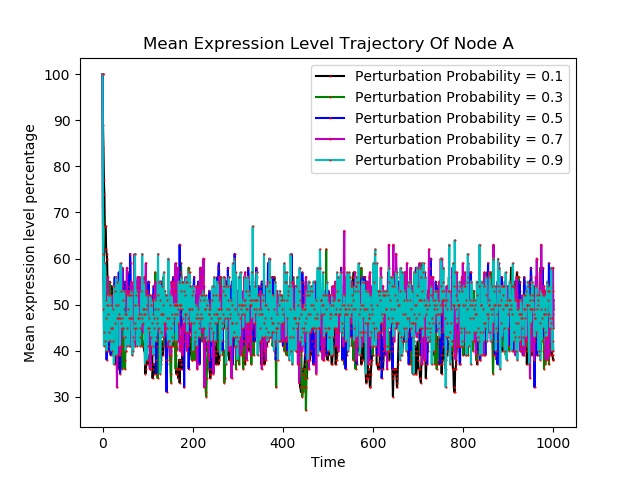 Mean Expression Level Trajectory Of Node A
Perturbation Probability = 0.1
Perturbation Probability = 0.3
Perturbation Probability = 0.5
Perturbation Probability = 0.7
Perturbation Probability = 0.9
Mean expression level percentage
100
90
80
70
60
50
40
30
0 200 400 600 800 1000
Time